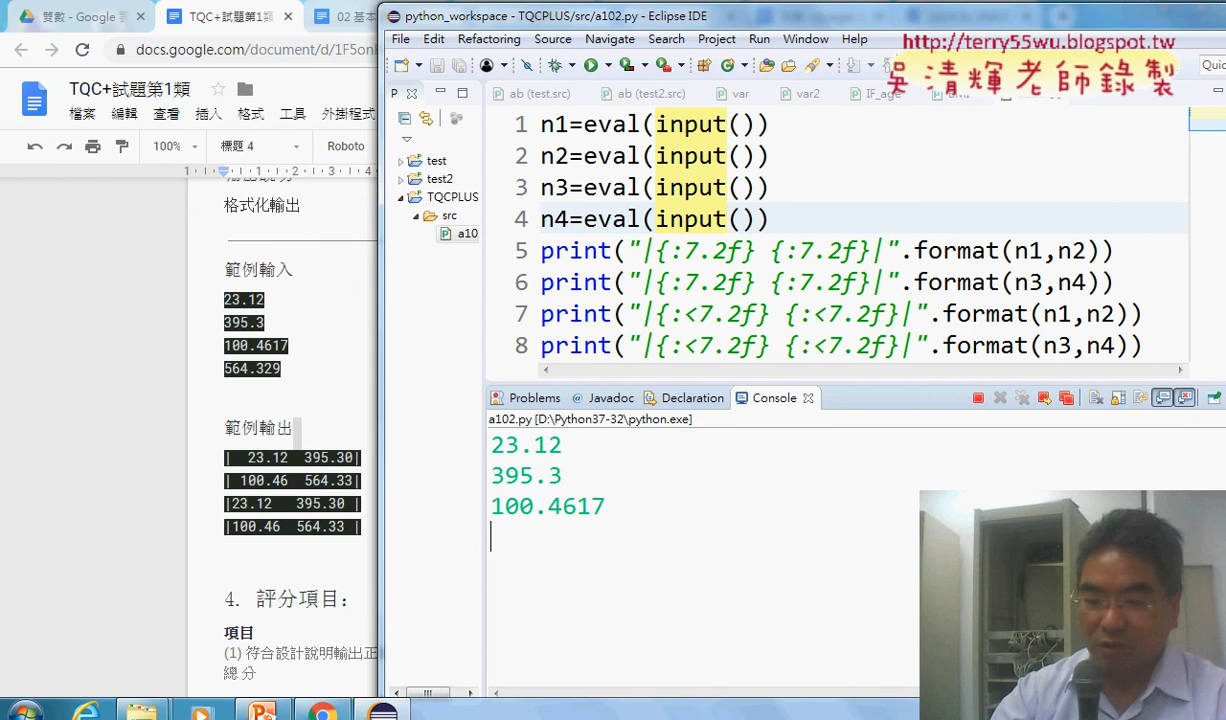 雙數 - Google 雲
TQC+試題第1類
02 基本
python_workspace - TQCPLUS/src/a102.py - Eclipse IDE
docs.google.com/document/d/1F5onl
File Edit Refactoring Source Navigate Search Project Run Window Help
http://terry55wu.blogspot.tw
吳清輝老師錄製
Quic
TQC+試題第1類
檔案 編輯 查看 插入 格式 工具 外掛程式
100% 標題 4 Roboto
1 1 2 3 4
P
ab (test.src) ab (test2.src) var var2 IF_age
test
test2
TQCPLUS
src
a10
1 n1=eval(input())
2 n2=eval(input())
3 n3=eval(input())
4 n4=eval(input())
5 print("|{:7.2f} {:7.2f}|".format(n1,n2))
6 print("|{:7.2f} {:7.2f}|".format(n3,n4))
7 print("|{:<7.2f} {:<7.2f}|".format(n1,n2))
8 print("|{:<7.2f} {:<7.2f}|".format(n3,n4))
格式化輸出
範例輸入
23.12
395.3
100.4617
564.329
範例輸出
|  23.12  395.30|
| 100.46  564.33|
|23.12   395.30 |
|100.46  564.33 |
4. 評分項目：
項目
(1) 符合設計說明輸出正
總 分
Problems @ Javadoc Declaration Console
a102.py [D:\Python37-32\python.exe]
23.12
395.3
100.4617